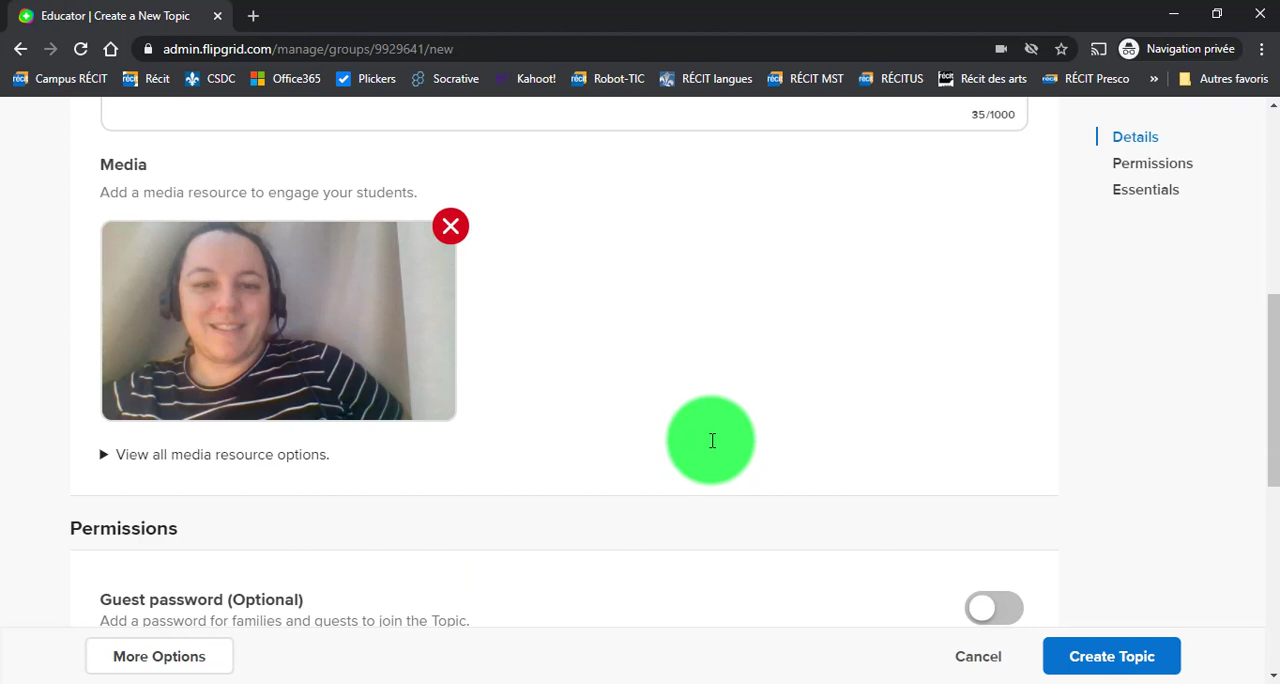 Educator | Create a New Topic
admin.flipgrid.com/manage/groups/9929641/new
Navigation privée
Campus RÉCIT
Récit
CSDC
Office365
Plickers
Socrative
Kahoot!
Robot-TIC
RÉCIT langues
RÉCIT MST
RÉCITUS
Récit des arts
RÉCIT Presco
»
Autres favoris
35/1000
Details
Permissions
Essentials
Media
Add a media resource to engage your students.
View all media resource options.
Permissions
Guest password (Optional)
Add a password for families and guests to join the Topic.
More Options
Cancel
Create Topic